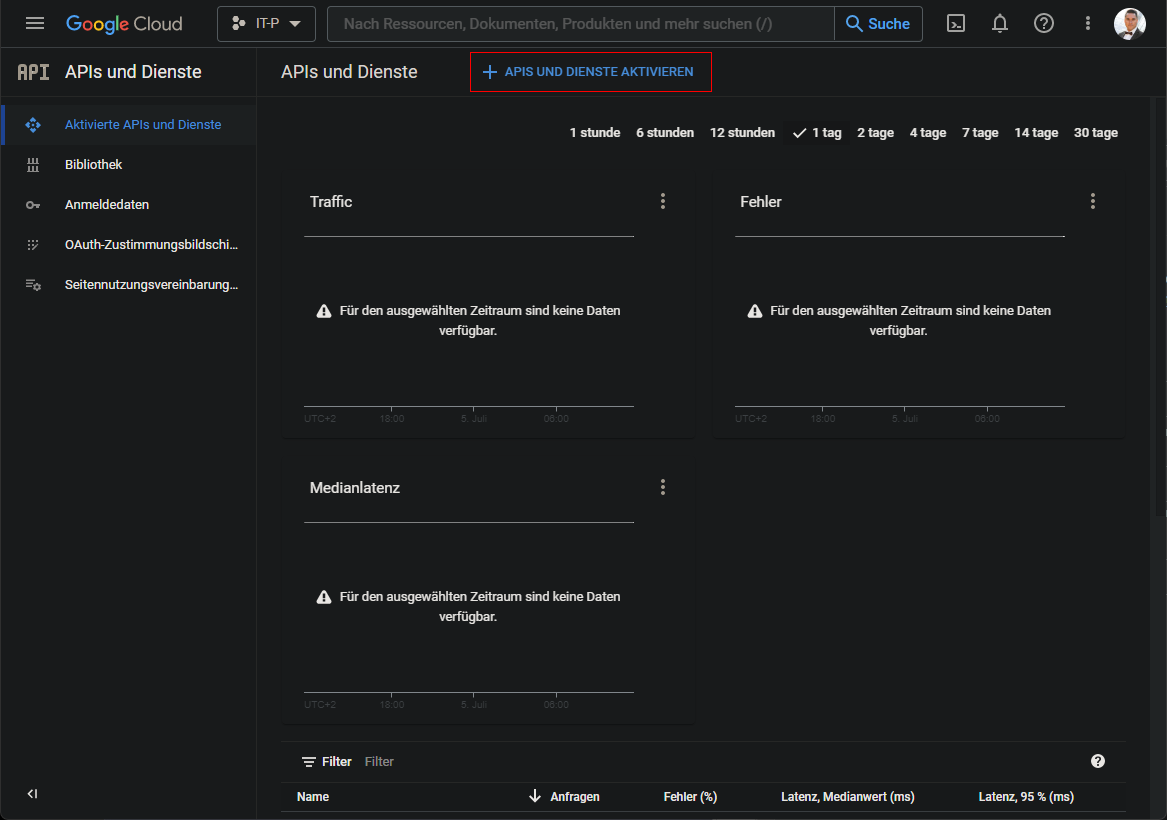 Google Cloud
IT-P
Nach Ressourcen, Dokumenten, Produkten und mehr suchen (/)
Suche
API
APIs und Dienste
APIs und Dienste
APIS UND DIENSTE AKTIVIEREN
Aktivierte APIs und Dienste
Bibliothek
Anmeldedaten
OAuth-Zustimmungsbildschi...
Seitennutzungsvereinbarung...
1 stunde 6 stunden 12 stunden 1 tag 2 tage 4 tage 7 tage 14 tage 30 tage
Traffic
Für den ausgewählten Zeitraum sind keine Daten
verfügbar.
UTC+2 18:00 5. Juli 06:00
Fehler
Für den ausgewählten Zeitraum sind keine Daten
verfügbar.
UTC+2 18:00 5. Juli 06:00
Medianlatenz
Für den ausgewählten Zeitraum sind keine Daten
verfügbar.
UTC+2 18:00 5. Juli 06:00
Filter Filter
Name Anfragen Fehler (%) Latenz, Medianwert (ms) Latenz, 95 % (ms)